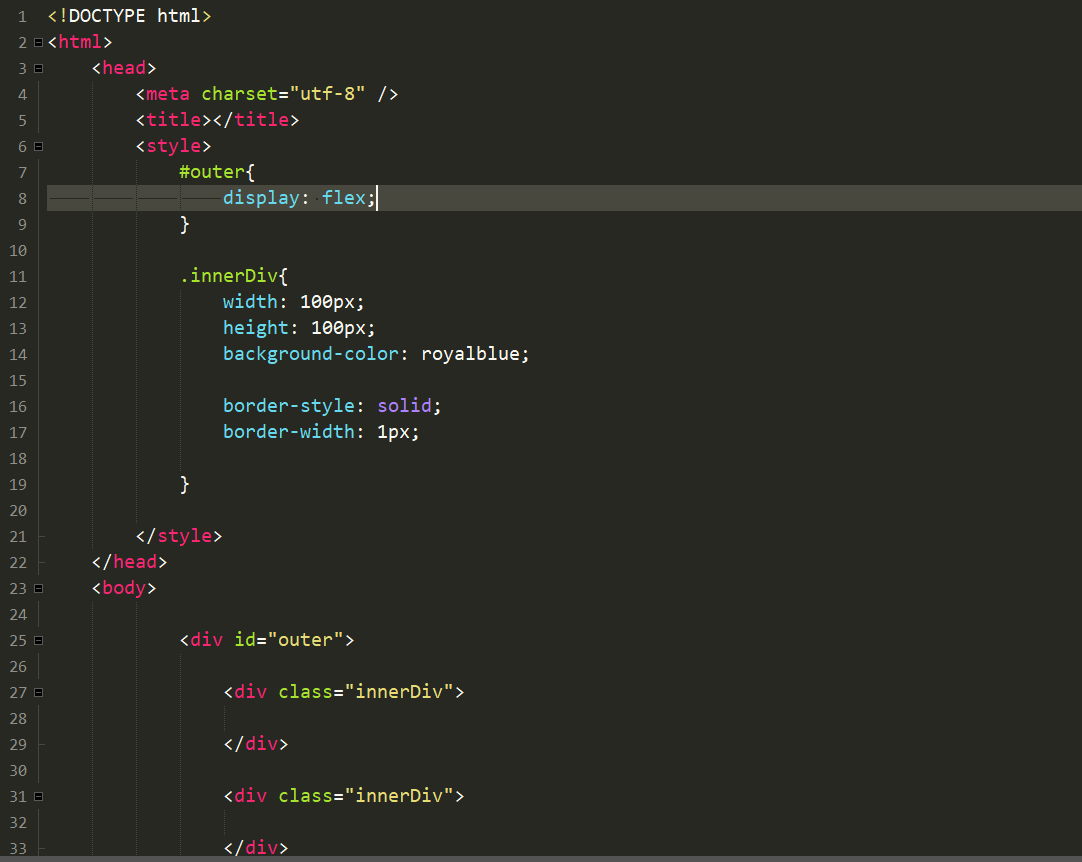 1 <!DOCTYPE html>
2 <html>
3 <head>
4 <meta charset="utf-8" />
5 <title></title>
6 <style>
7 #outer{
8 display: flex;
9 }
10
11 .innerDiv{
12 width: 100px;
13 height: 100px;
14 background-color: royalblue;
15
16 border-style: solid;
17 border-width: 1px;
18
19 }
20
21 </style>
22 </head>
23 <body>
24
25 <div id="outer">
26
27 <div class="innerDiv">
28
29 </div>
30
31 <div class="innerDiv">
32
33 </div>